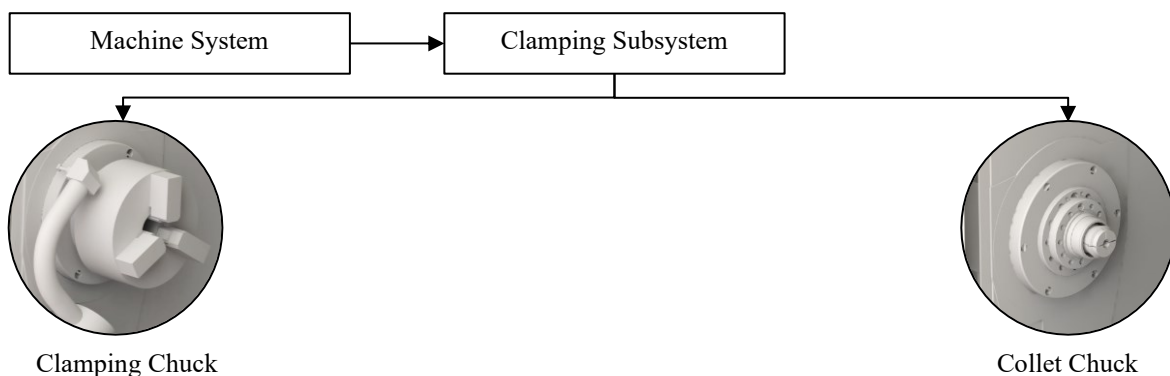 Machine System
Clamping Subsystem
Clamping Chuck
Collet Chuck